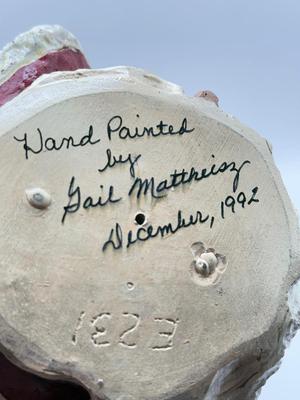 Hand Painted
by
Gail Mattheisz
December, 1992